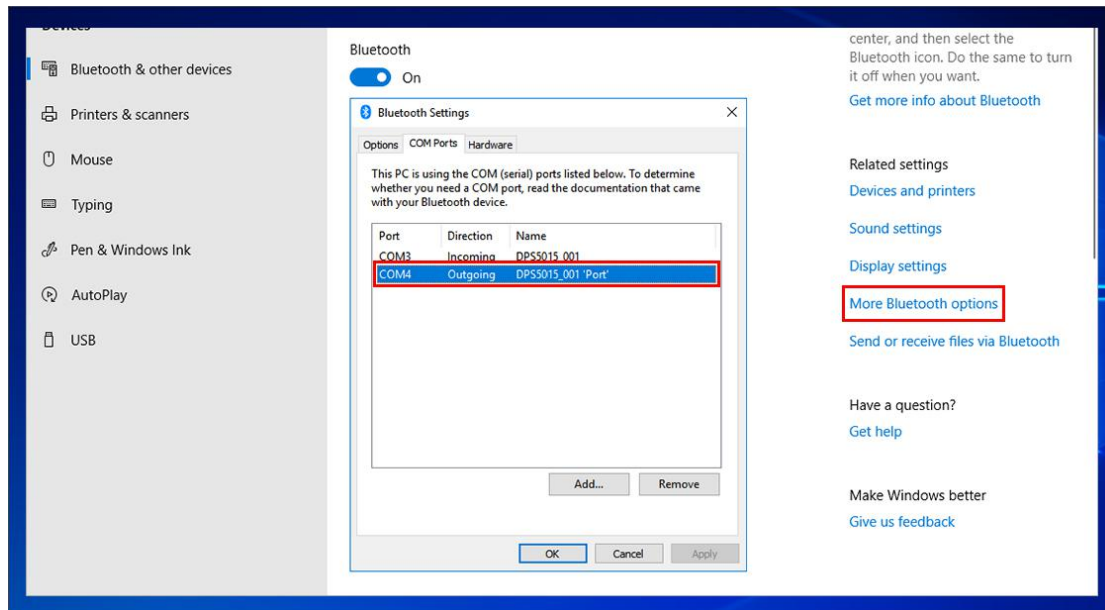 Devices
Bluetooth & other devices
Printers & scanners
Mouse
Typing
Pen & Windows Ink
AutoPlay
USB
Bluetooth
On
Bluetooth Settings
Options COM Ports Hardware
This PC is using the COM (serial) ports listed below. To determine
whether you need a COM port, read the documentation that came
with your Bluetooth device.
Port Direction Name
COM3 Incoming DPS5015_001
COM4 Outgoing DPS5015_001 'Port'
Add... Remove
OK Cancel Apply
center, and then select the
Bluetooth icon. Do the same to turn
it off when you want.
Get more info about Bluetooth
Related settings
Devices and printers
Sound settings
Display settings
More Bluetooth options
Send or receive files via Bluetooth
Have a question?
Get help
Make Windows better
Give us feedback